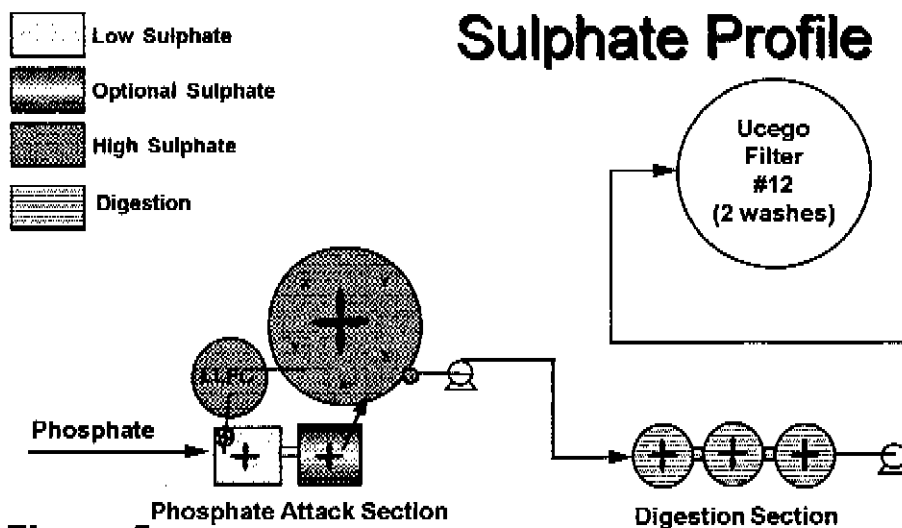 Sulphate Profile
Low Sulphate
Optional Sulphate
High Sulphate
Digestion
Ucego
Filter
#12
(2 washes)
LLFC
Phosphate
Phosphate Attack Section
Digestion Section